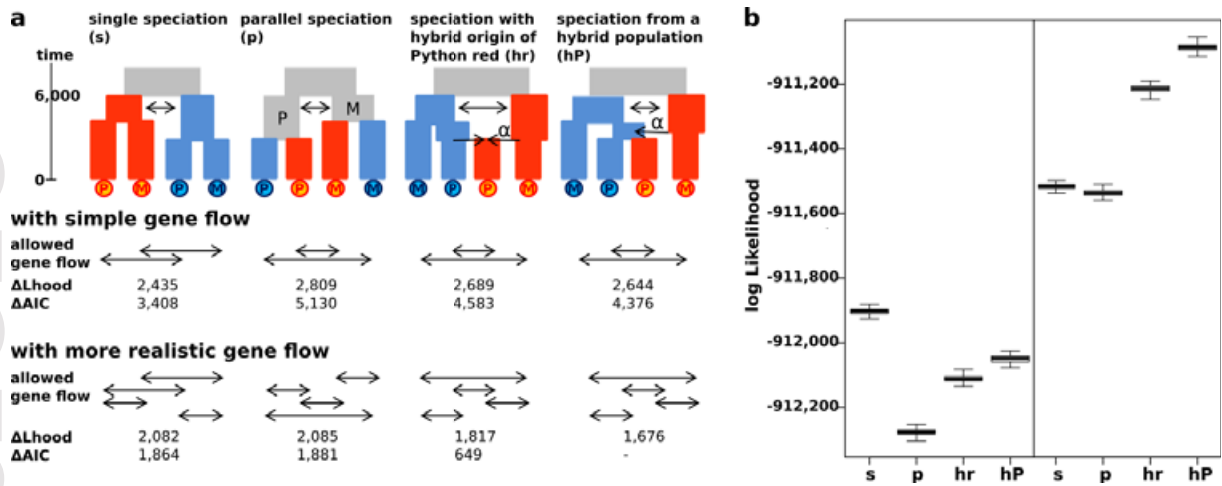 a
single speciation (s)
parallel speciation (p)
speciation with hybrid origin of Python red (hr)
speciation from a hybrid population (hP)
time
6,000
0
P M
α
α
P M P M
P P M M
M P P M
M P P M
with simple gene flow
allowed gene flow
ΔLhood 2,435 2,809 2,689 2,644
ΔAIC 3,408 5,130 4,583 4,376
with more realistic gene flow
allowed gene flow
ΔLhood 2,082 2,085 1,817 1,676
ΔAIC 1,864 1,881 649 -
b
log Likelihood
-911,200
-911,400
-911,600
-911,800
-912,000
-912,200
s p hr hP s p hr hP